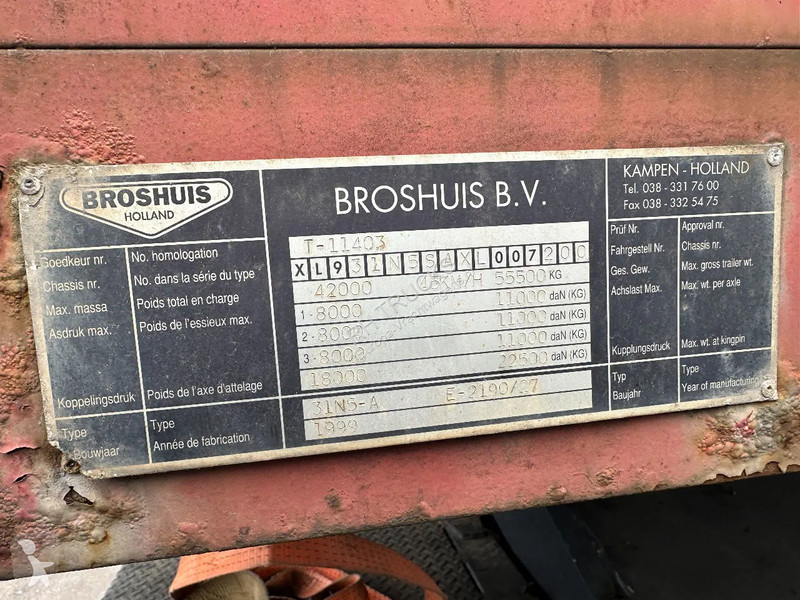 BROSHUIS
HOLLAND
BROSHUIS B.V.
KAMPEN - HOLLAND
Tel. 038 - 331 76 00
Fax 038 - 332 54 75
Goedkeur nr. No. homologation T-11403 Prüf Nr. Approval nr.
Chassis nr. No. dans la série du type XL931N5SAXL007200 Fahrgestell Nr. Chassis nr.
Max. massa Poids total en charge 42000 45KM/H 55500 KG Ges. Gew. Max. gross trailer wt.
Asdruk max. Poids de l'essieux max. 1 - 8000 11000 daN (KG) Achslast Max. Max. wt. per axle
2 - 8000 11000 daN (KG)
3 - 8000 11000 daN (KG)
Koppelingsdruk Poids de l'axe d'attelage 18000 22500 daN (KG) Kupplungsdruck Max. wt. at kingpin
Type Type 31N5-A E-2190/27 Typ Type
Bouwjaar Année de fabrication 1999 Baujahr Year of manufacturing